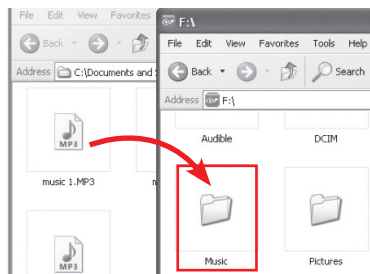 File Edit View Favorites
Back
Address C:\Documents and
MP3
music 1.MP3
MP3
F:\
File Edit View Favorites Tools Help
Back Search
Address F:\
Audible DCIM
Music Pictures